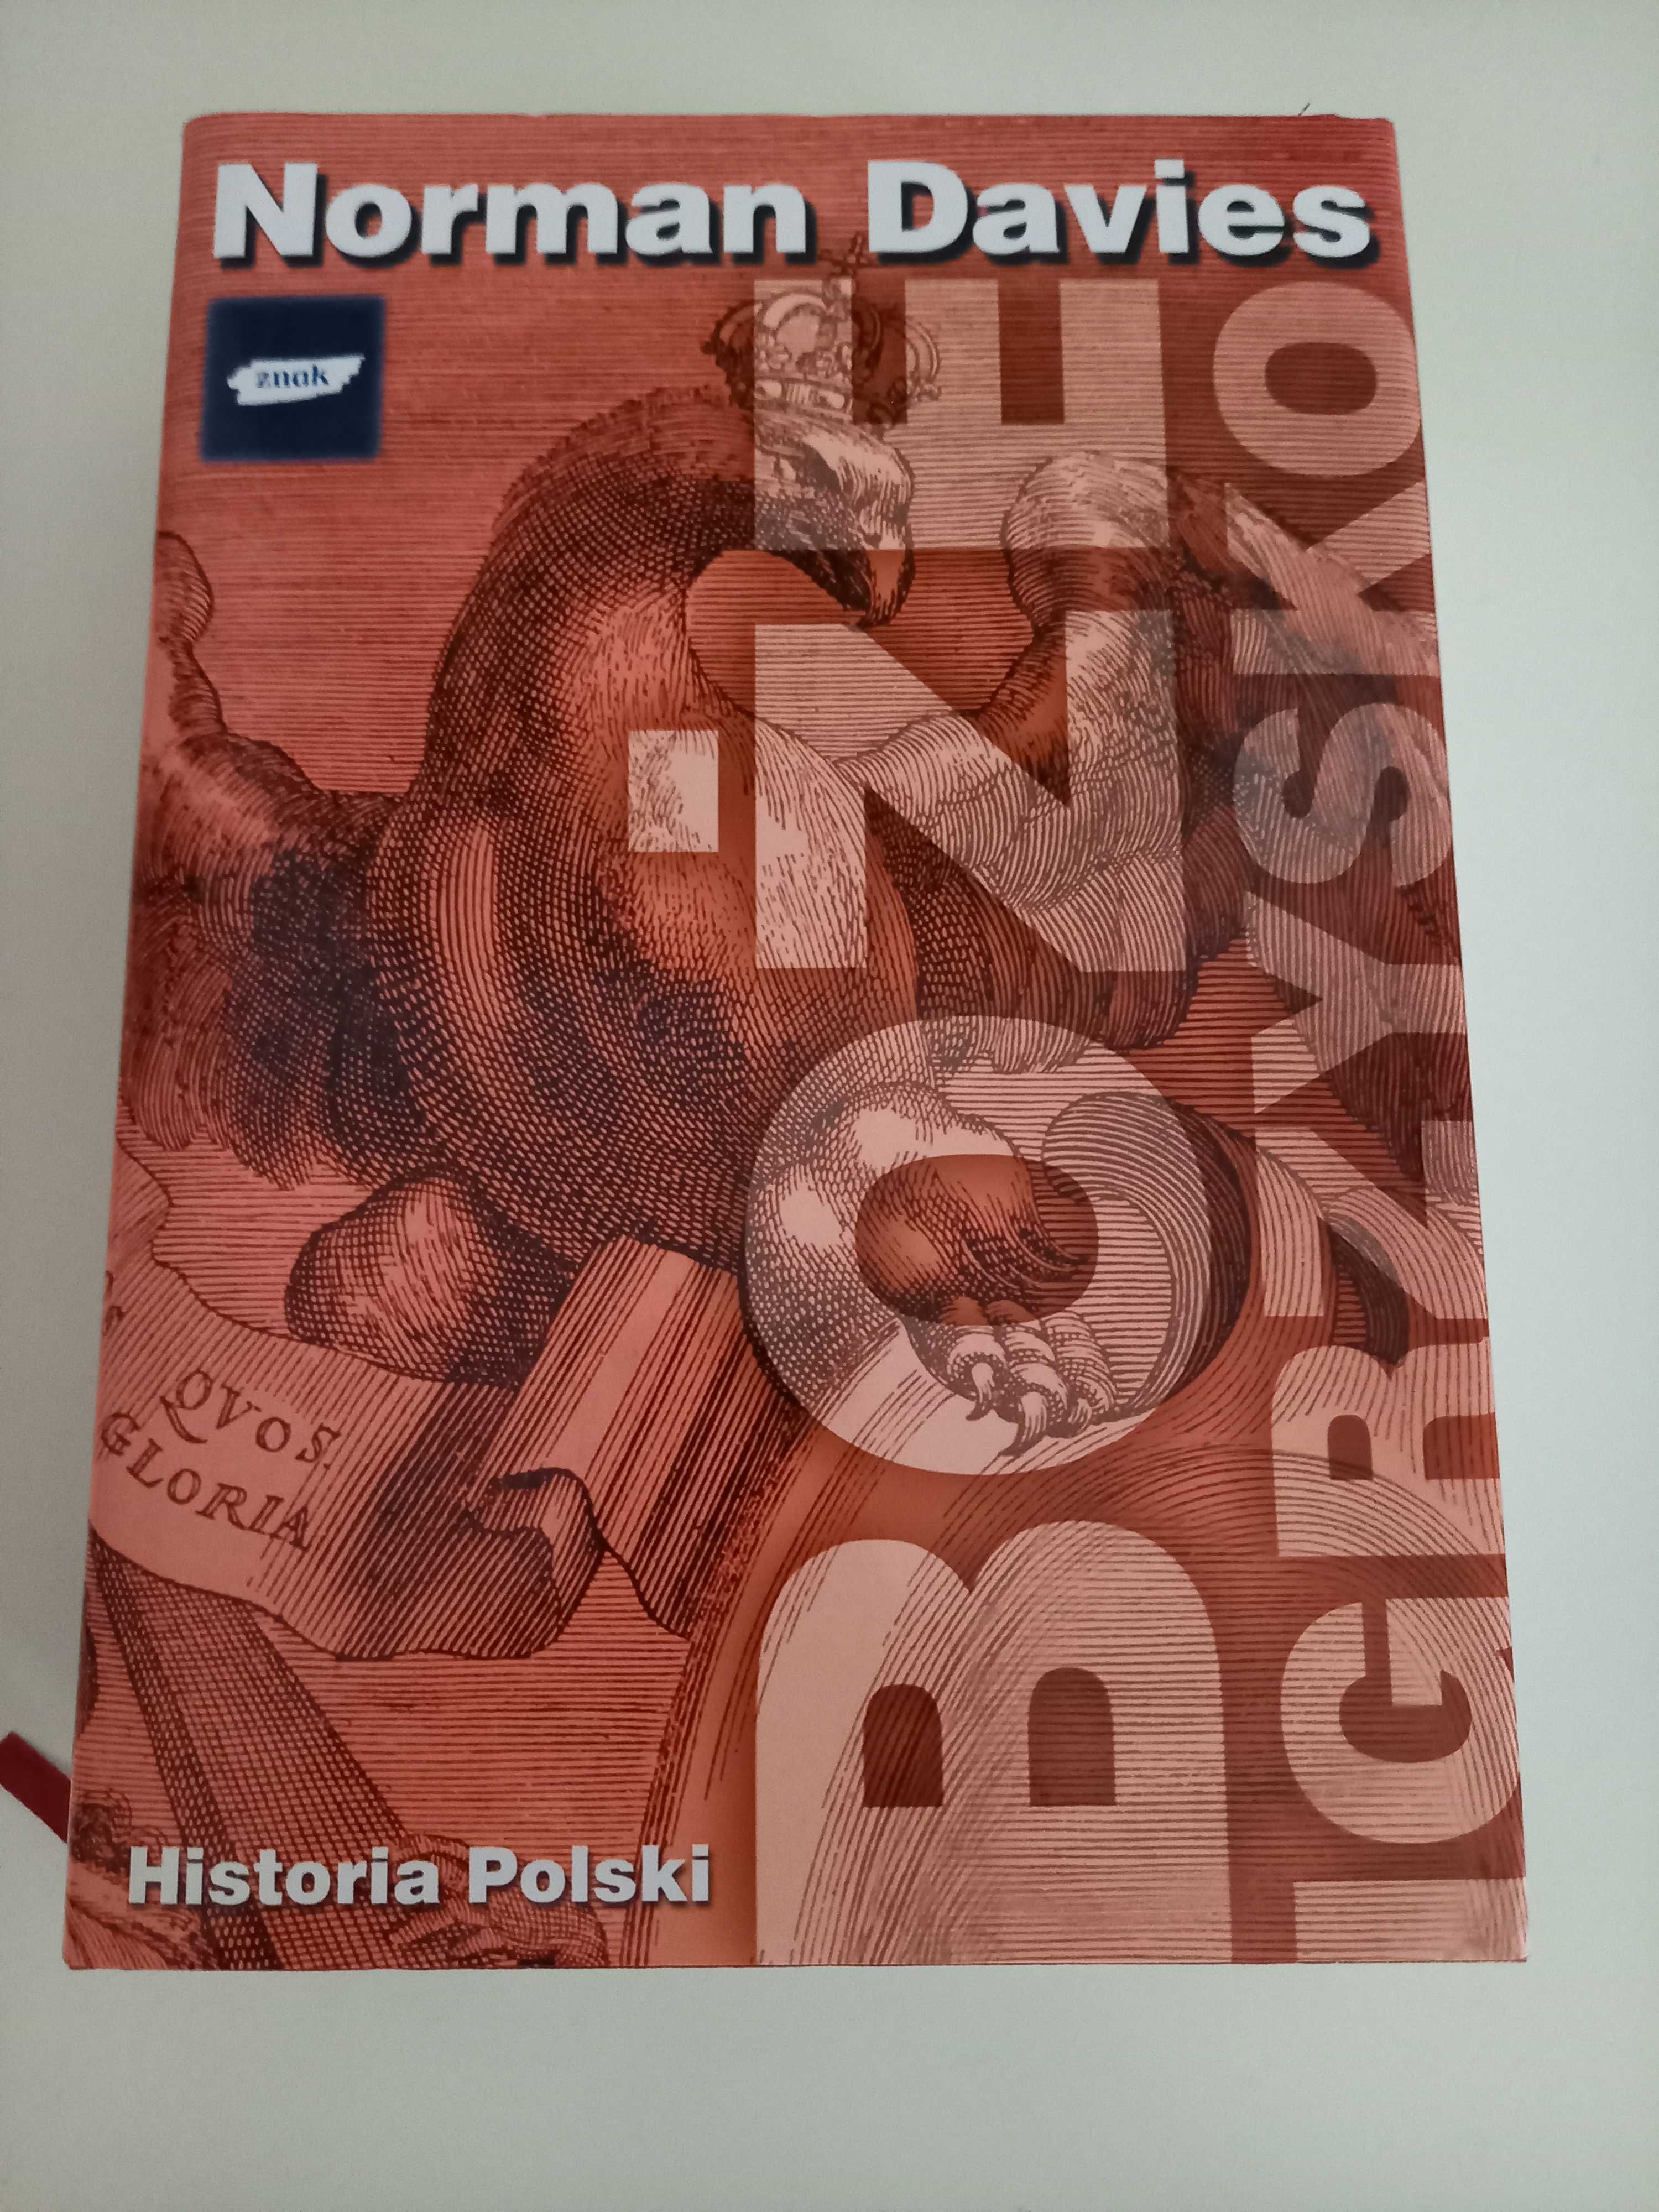 Norman Davies
znak
BOŻE
IGRZYSKO
QVOS
GLORIA
Historia Polski